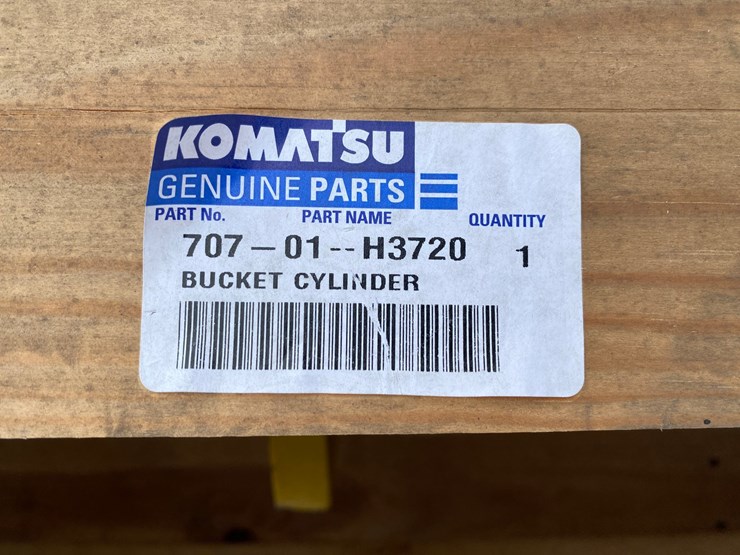 KOMATSU
GENUINE PARTS
PART No. PART NAME QUANTITY
707-01--H3720 1
BUCKET CYLINDER